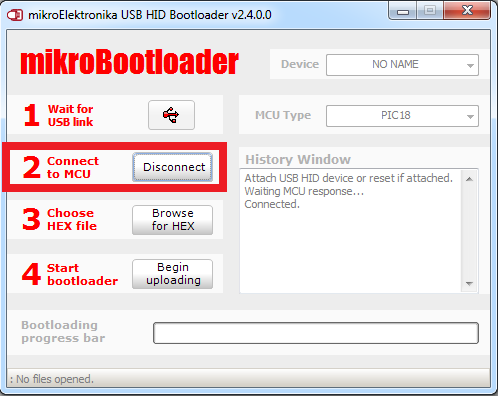 mikroElektronika USB HID Bootloader v2.4.0.0
mikroBootloader
Device
NO NAME
1 Wait for
USB link
MCU Type
PIC18
2 Connect
to MCU
Disconnect
History Window
Attach USB HID device or reset if attached.
Waiting MCU response...
Connected.
3 Choose
HEX file
Browse
for HEX
4 Start
bootloader
Begin
uploading
Bootloading
progress bar
: No files opened.